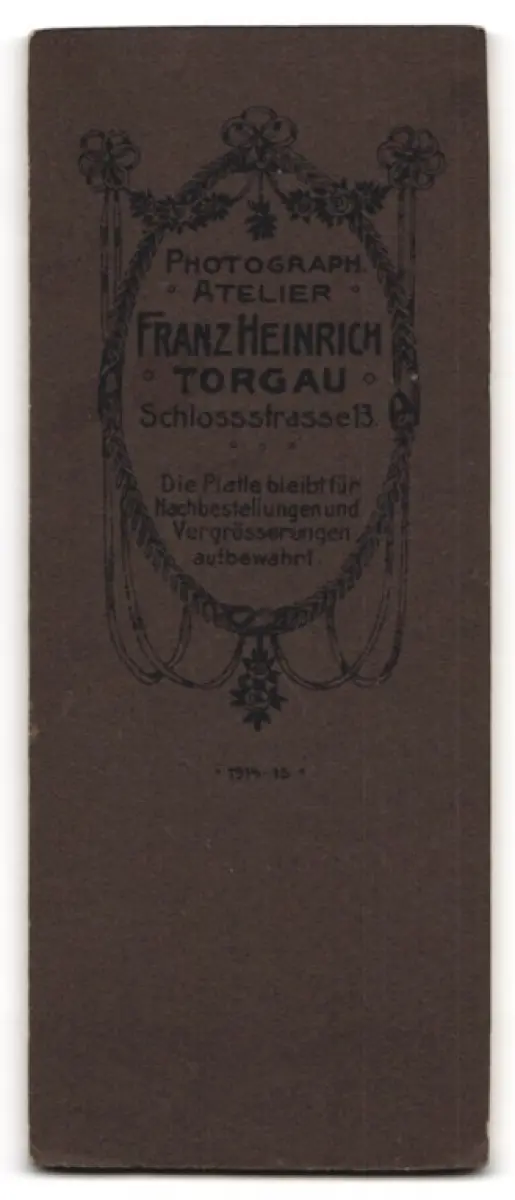 PHOTOGRAPH.
ATELIER
FRANZ HEINRICH
TORGAU
Schlossstrasse 13.
Die Platte bleibt für
Nachbestellungen und
Vergrösserungen
aufbewahrt
1914-15